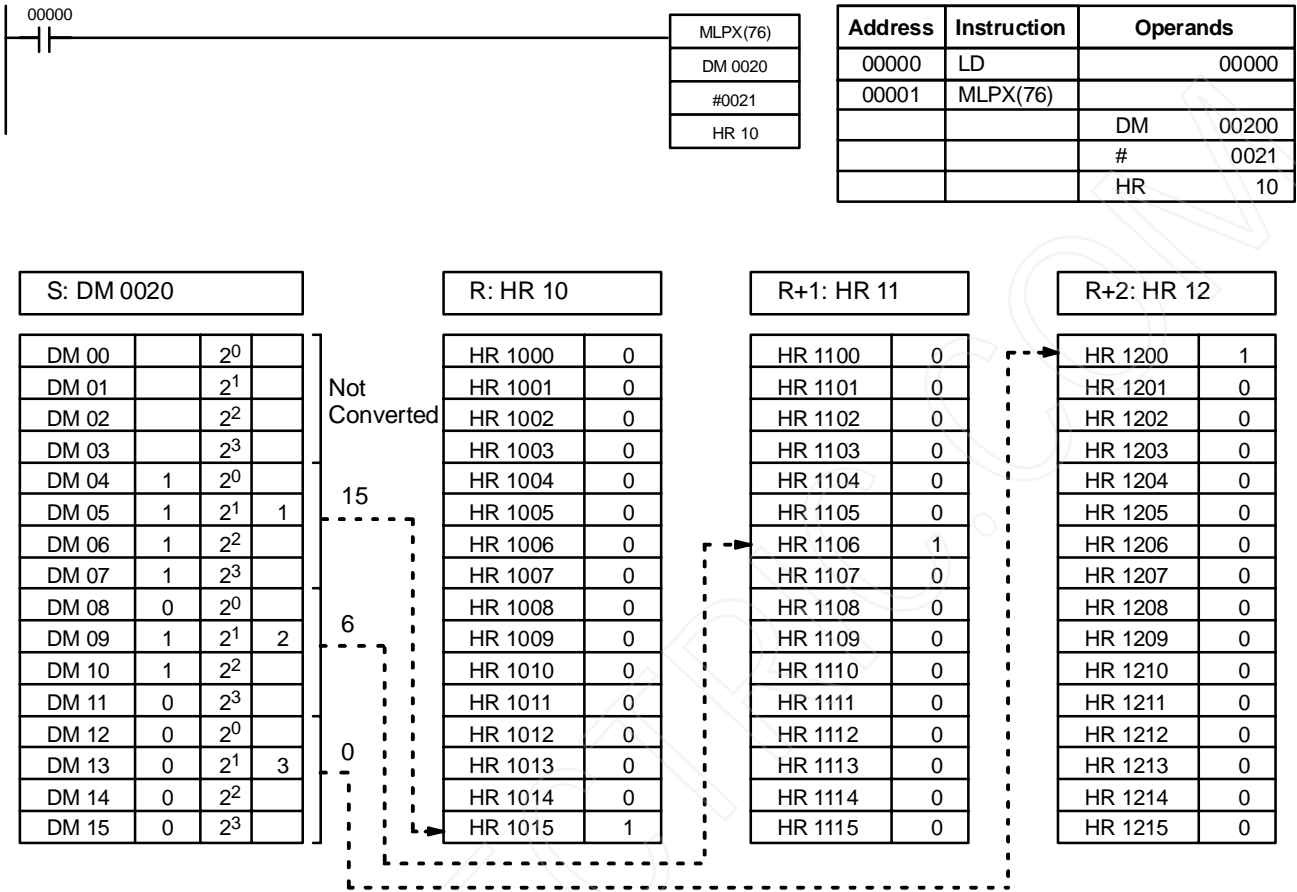 00000
MLPX(76)
DM 0020
#0021
HR 10
Address Instruction Operands
00000 LD 00000
00001 MLPX(76)
DM 00200
# 0021
HR 10
S: DM 0020
R: HR 10
R+1: HR 11
R+2: HR 12
DM 00 2⁰ HR 1000 0 HR 1100 0 HR 1200 1
DM 01 2¹ Not HR 1001 0 HR 1101 0 HR 1201 0
DM 02 2² Converted HR 1002 0 HR 1102 0 HR 1202 0
DM 03 2³ HR 1003 0 HR 1103 0 HR 1203 0
DM 04 1 2⁰ HR 1004 0 HR 1104 0 HR 1204 0
15
DM 05 1 2¹ 1 HR 1005 0 HR 1105 0 HR 1205 0
DM 06 1 2² HR 1006 0 HR 1106 1 HR 1206 0
DM 07 1 2³ HR 1007 0 HR 1107 0 HR 1207 0
DM 08 0 2⁰ HR 1008 0 HR 1108 0 HR 1208 0
6
DM 09 1 2¹ 2 HR 1009 0 HR 1109 0 HR 1209 0
DM 10 1 2² HR 1010 0 HR 1110 0 HR 1210 0
DM 11 0 2³ HR 1011 0 HR 1111 0 HR 1211 0
DM 12 0 2⁰ HR 1012 0 HR 1112 0 HR 1212 0
0
DM 13 0 2¹ 3 HR 1013 0 HR 1113 0 HR 1213 0
DM 14 0 2² HR 1014 0 HR 1114 0 HR 1214 0
DM 15 0 2³ HR 1015 1 HR 1115 0 HR 1215 0